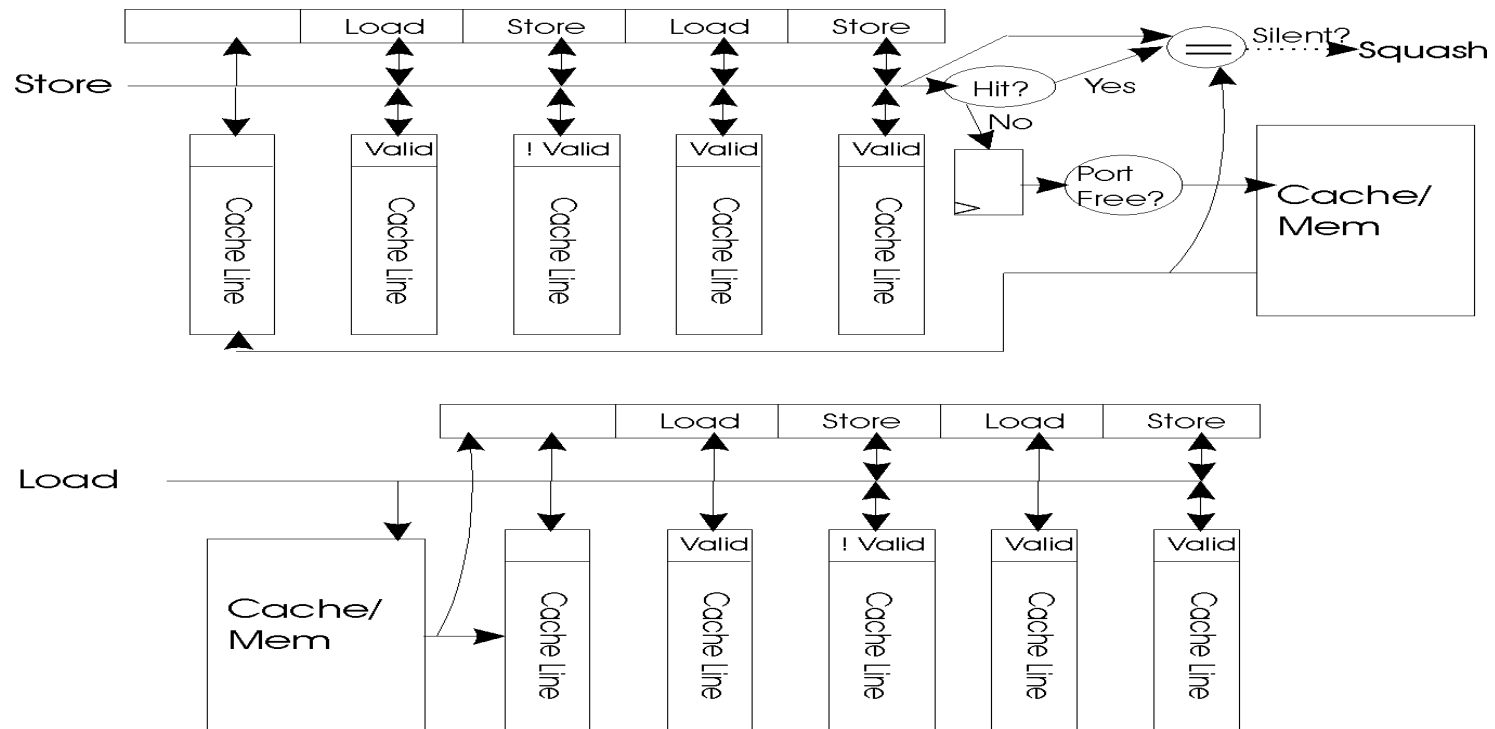 Load
Store
Load
Store
Silent?
Squash
Store
Hit?
Yes
No
Valid
! Valid
Valid
Valid
Port
Free?
Cache/
Mem
Cache Line
Cache Line
Cache Line
Cache Line
Cache Line
Load
Store
Load
Store
Load
Valid
! Valid
Valid
Valid
Cache/
Mem
Cache Line
Cache Line
Cache Line
Cache Line
Cache Line